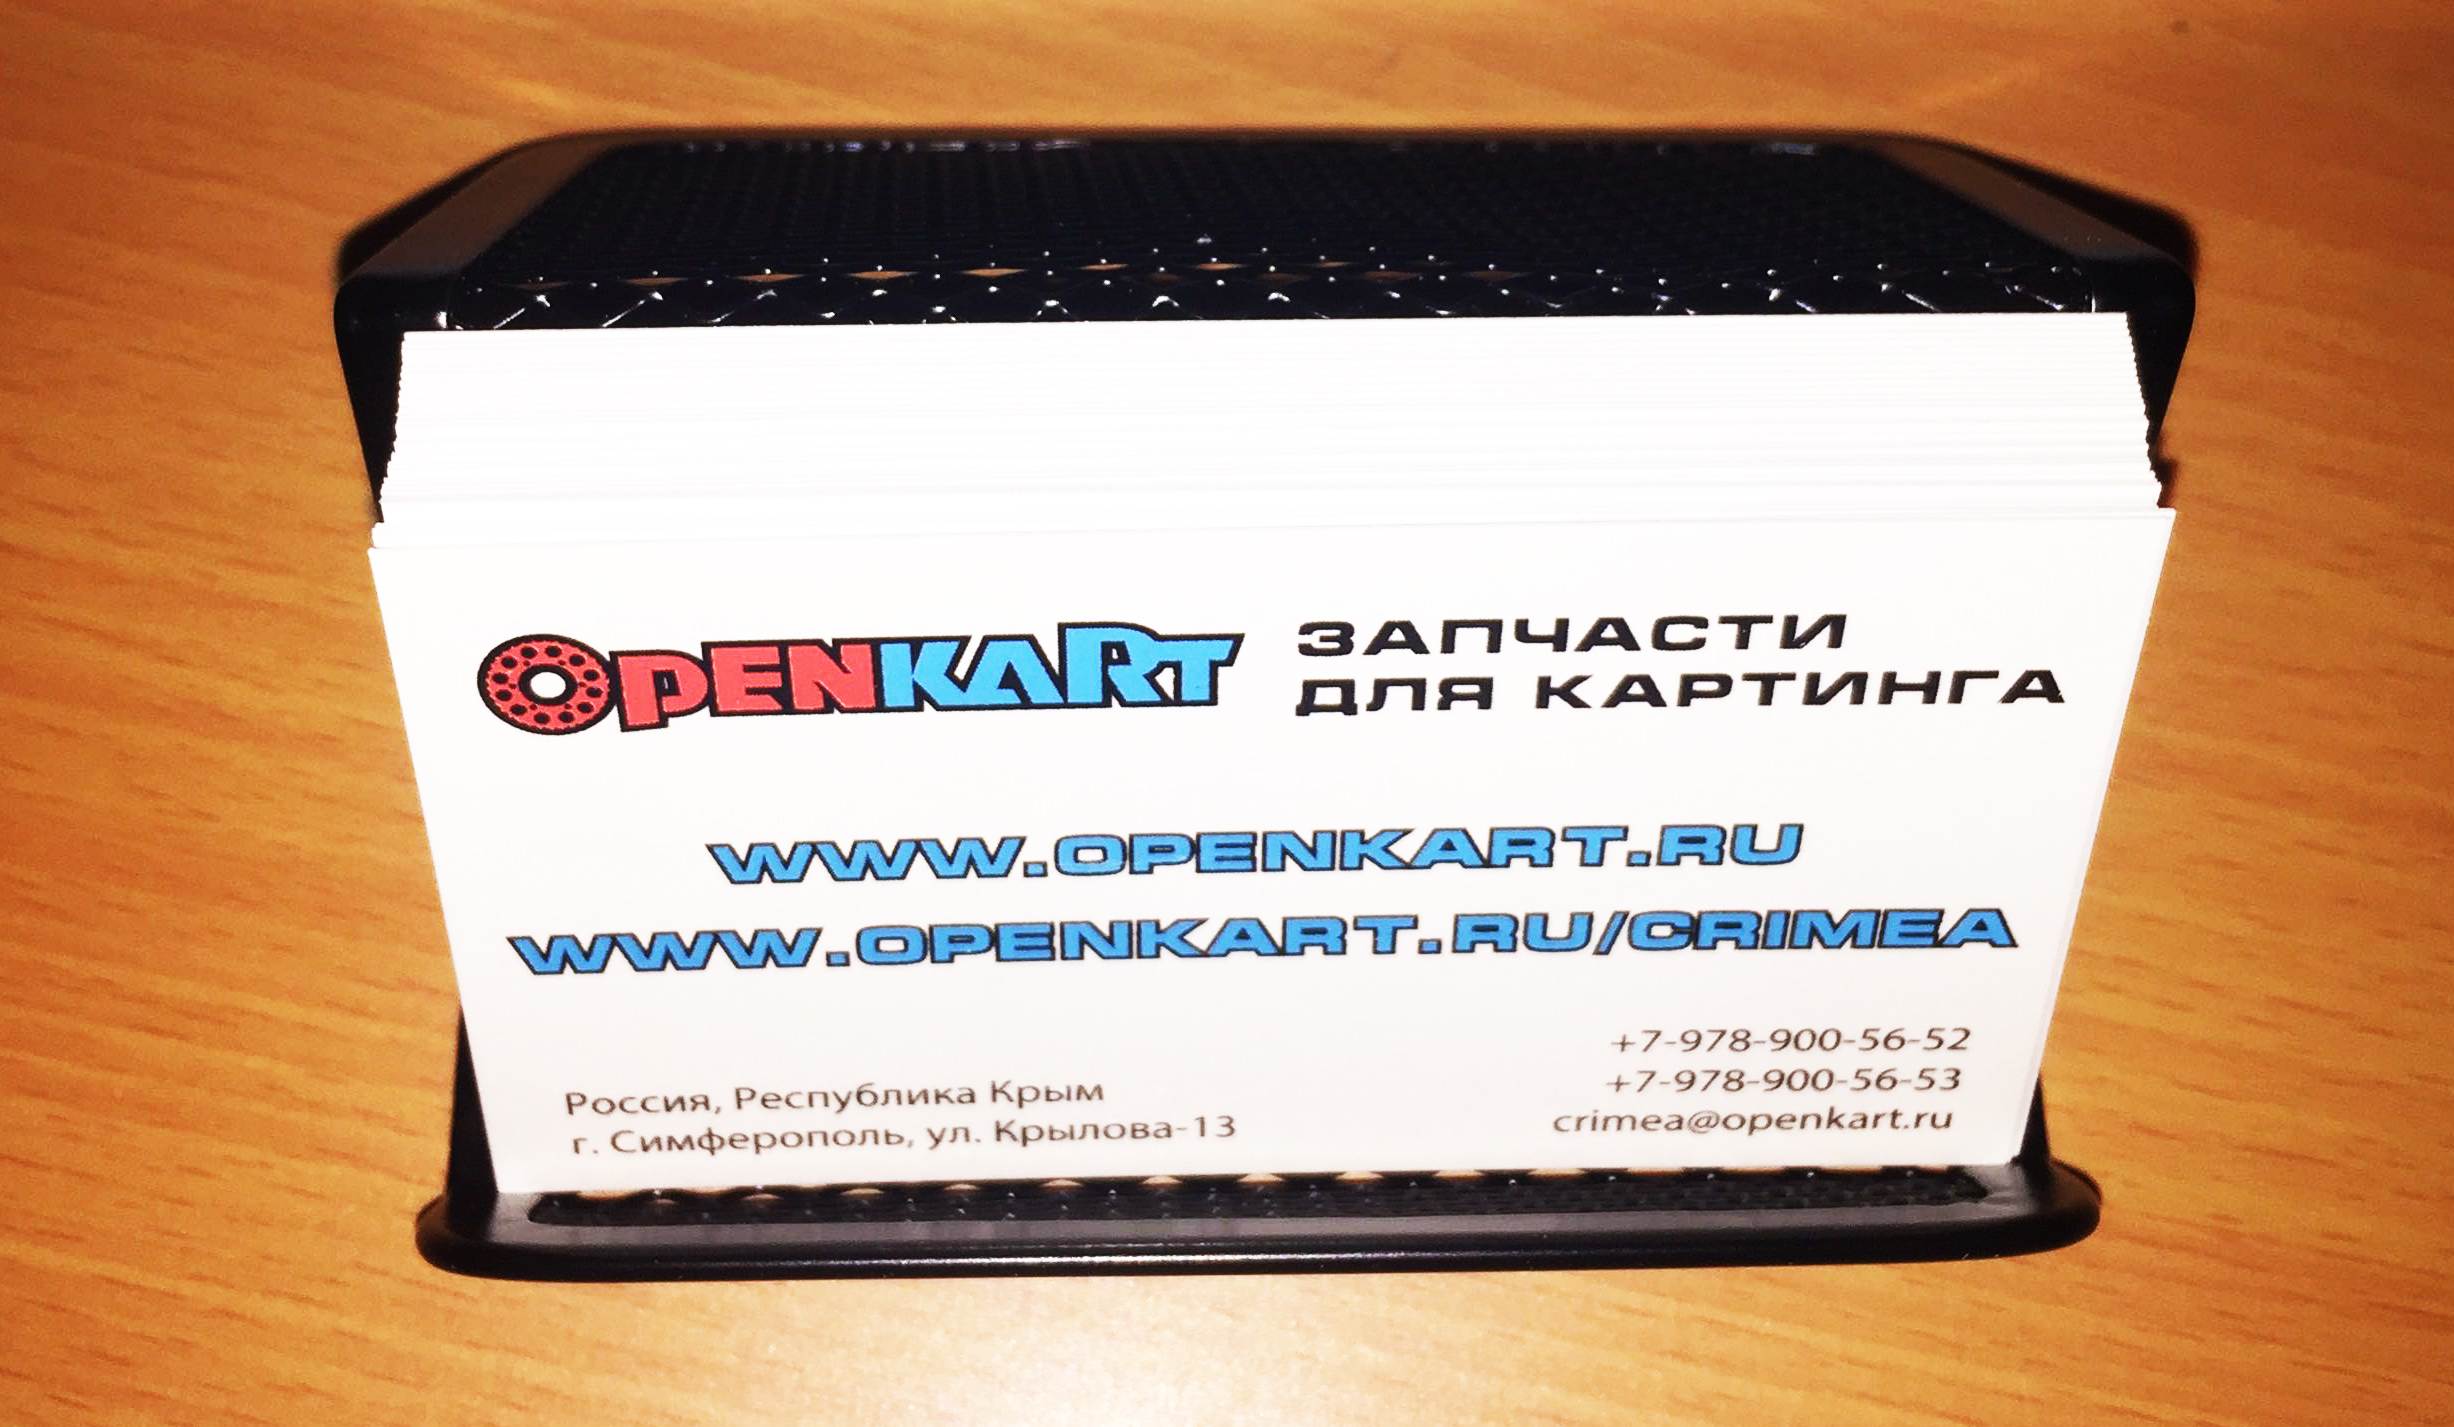 OPENKART
ЗАПЧАСТИ
ДЛЯ КАРТИНГА
WWW.OPENKART.RU
WWW.OPENKART.RU/CRIMEA
Россия, Республика Крым
г. Симферополь, ул. Крылова-13
+7-978-900-56-52
+7-978-900-56-53
crimea@openkart.ru